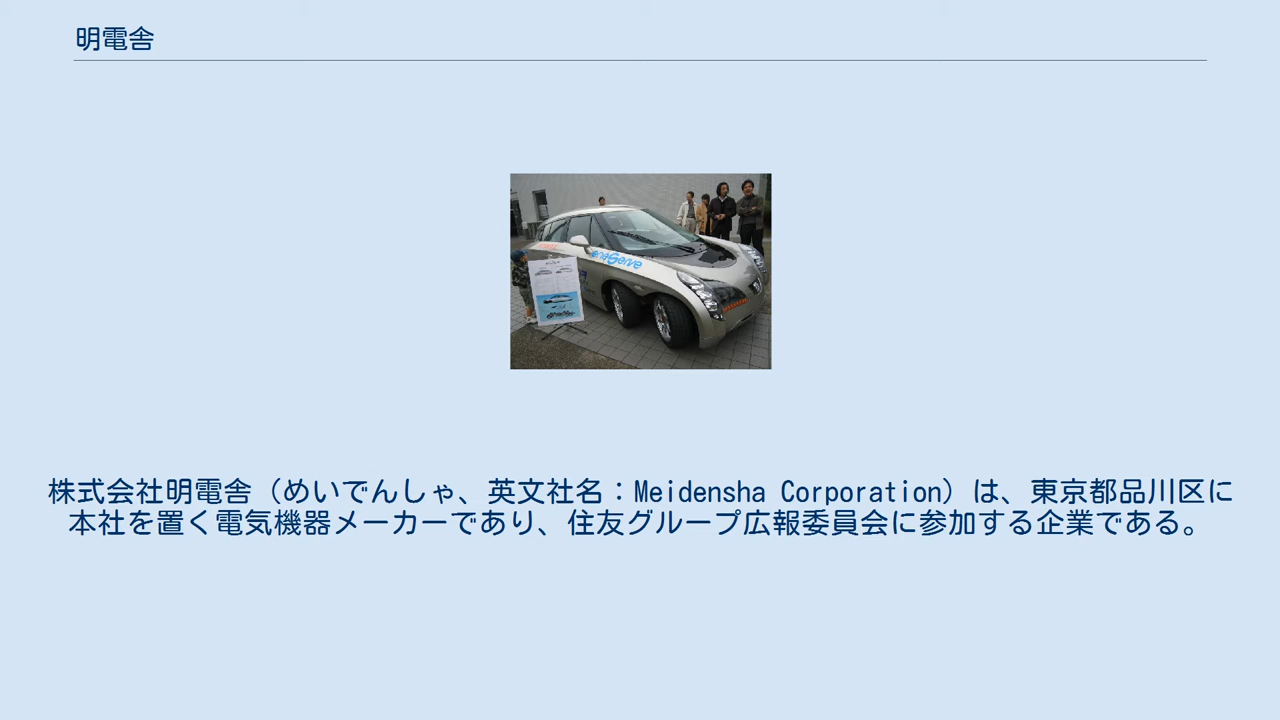 明電舎
株式会社明電舎（めいでんしゃ、英文社名：Meidensha Corporation）は、東京都品川区に
本社を置く電気機器メーカーであり、住友グループ広報委員会に参加する企業である。